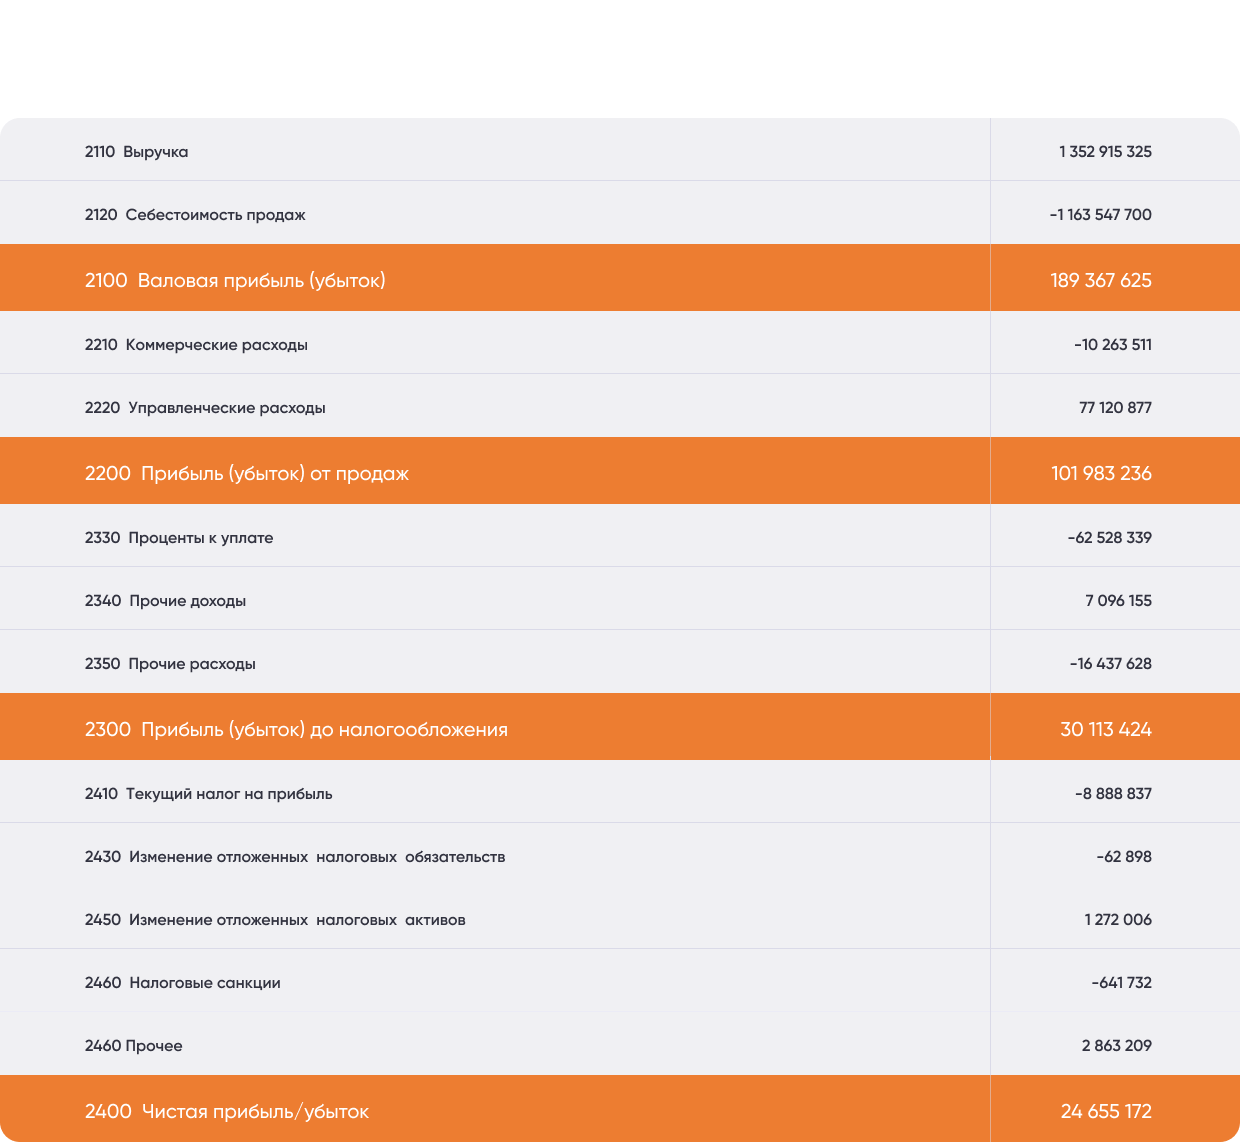 2110 Выручка 1 352 915 325
2120 Себестоимость продаж -1 163 547 700
2100 Валовая прибыль (убыток) 189 367 625
2210 Коммерческие расходы -10 263 511
2220 Управленческие расходы 77 120 877
2200 Прибыль (убыток) от продаж 101 983 236
2330 Проценты к уплате -62 528 339
2340 Прочие доходы 7 096 155
2350 Прочие расходы -16 437 628
2300 Прибыль (убыток) до налогообложения 30 113 424
2410 Текущий налог на прибыль -8 888 837
2430 Изменение отложенных налоговых обязательств -62 898
2450 Изменение отложенных налоговых активов 1 272 006
2460 Налоговые санкции -641 732
2460 Прочее 2 863 209
2400 Чистая прибыль/убыток 24 655 172